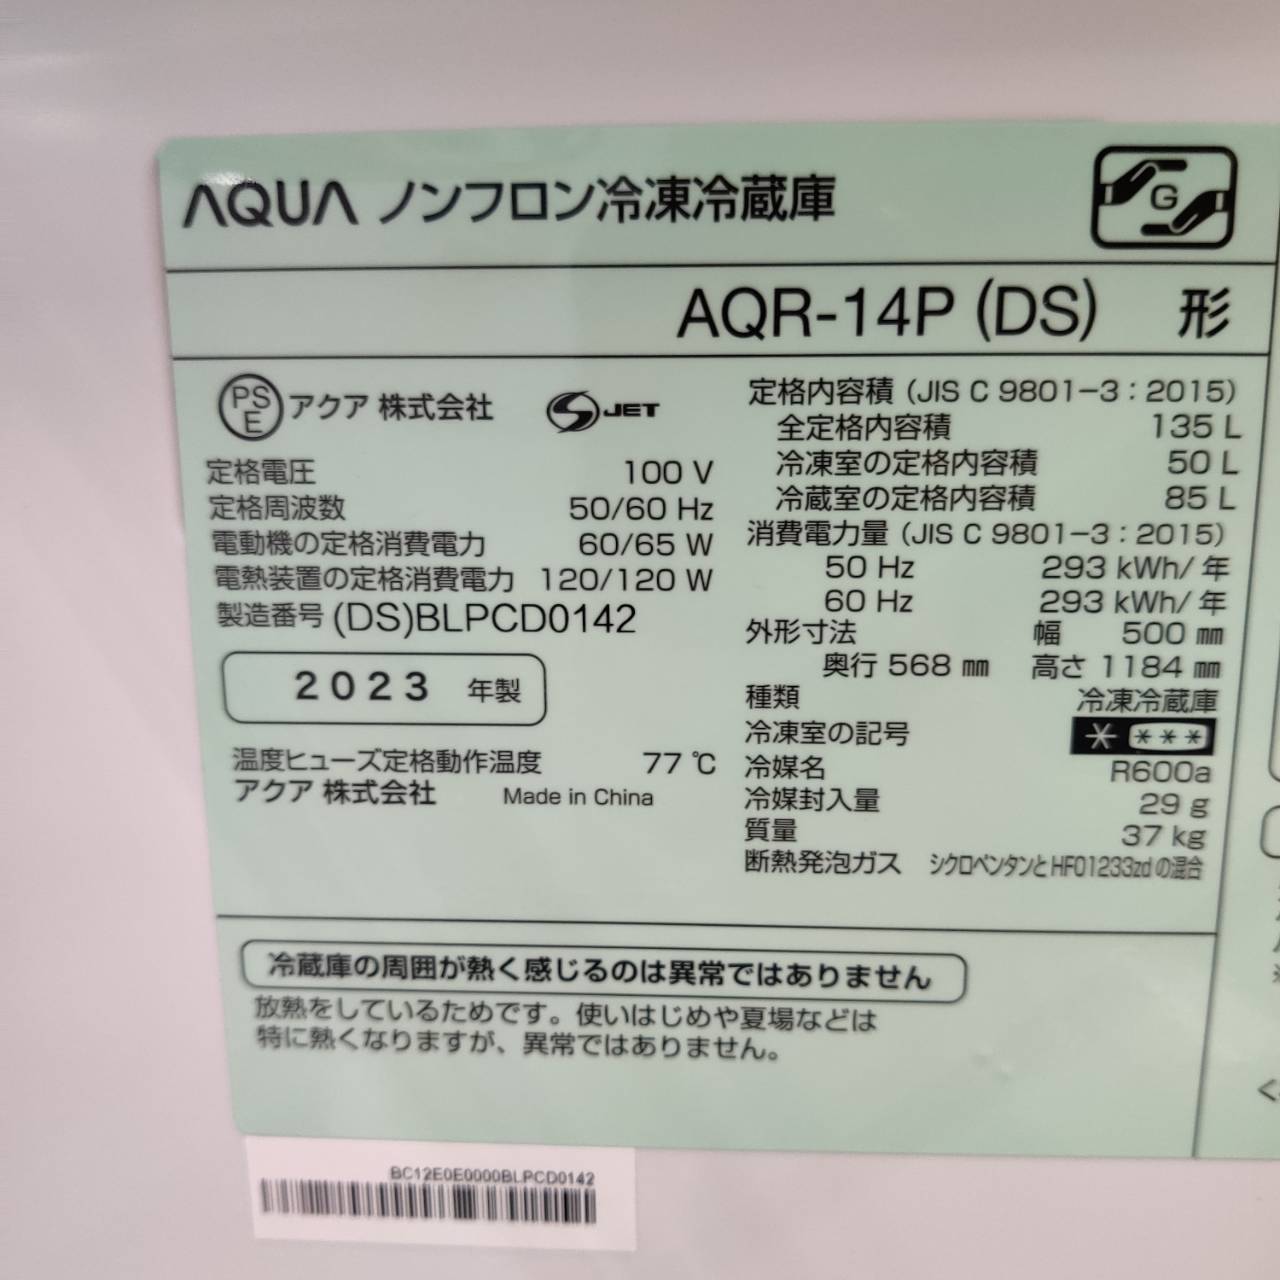 AQUA ノンフロン冷凍冷蔵庫
G
AQR-14P (DS) 形
PS
E
アクア 株式会社
S JET
定格電圧 100 V
定格周波数 50/60 Hz
電動機の定格消費電力 60/65 W
電熱装置の定格消費電力 120/120 W
製造番号 (DS)BLPCD0142
2023 年製
温度ヒューズ定格動作温度 77 ℃
アクア 株式会社 Made in China
定格内容積 (JIS C 9801-3 : 2015)
全定格内容積 135 L
冷凍室の定格内容積 50 L
冷蔵室の定格内容積 85 L
消費電力量 (JIS C 9801-3 : 2015)
50 Hz 293 kWh/年
60 Hz 293 kWh/年
外形寸法 幅 500 ㎜
奥行 568 ㎜ 高さ 1184 ㎜
種類 冷凍冷蔵庫
冷凍室の記号 * ***
冷媒名 R600a
冷媒封入量 29 g
質量 37 kg
断熱発泡ガス シクロペンタンとHFO1233zdの混合
冷蔵庫の周囲が熱く感じるのは異常ではありません
放熱をしているためです。使いはじめや夏場などは
特に熱くなりますが、異常ではありません。
BC12E0E0000BLPCD0142